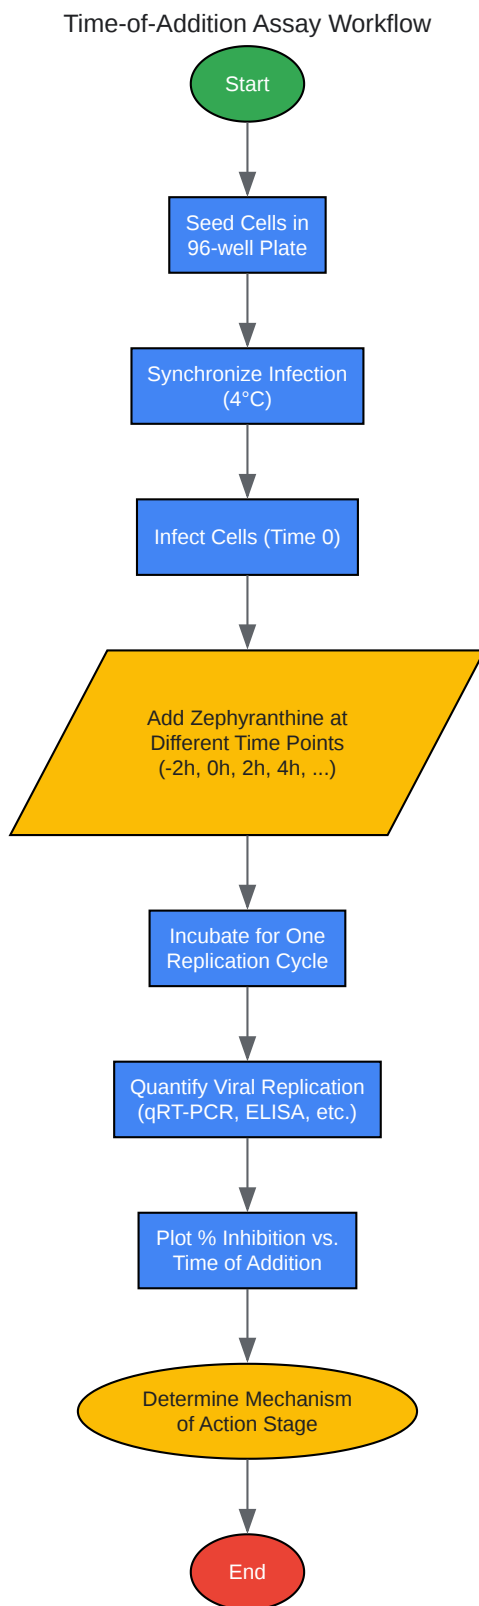 Time-of-Addition Assay Workflow
Start
Seed Cells in
96-well Plate
Synchronize Infection
(4°C)
Infect Cells (Time 0)
Add Zephyranthine at
Different Time Points
(-2h, 0h, 2h, 4h, ...)
Incubate for One
Replication Cycle
Quantify Viral Replication
(qRT-PCR, ELISA, etc.)
Plot % Inhibition vs.
Time of Addition
Determine Mechanism
of Action Stage
End